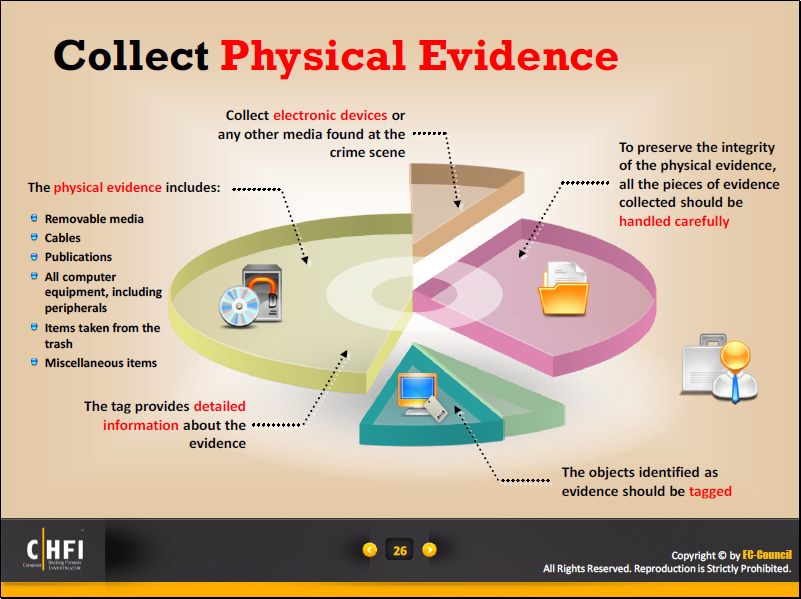 Collect Physical Evidence
Collect electronic devices or
any other media found at the
crime scene
To preserve the integrity
of the physical evidence,
all the pieces of evidence
collected should be
handled carefully
The physical evidence includes:
Removable media
Cables
Publications
All computer
equipment, including
peripherals
Items taken from the
trash
Miscellaneous items
The tag provides detailed
information about the
evidence
The objects identified as
evidence should be tagged
CHFI
Computer Hacking Forensic
INVESTIGATOR
26
Copyright © by EC-Council
All Rights Reserved. Reproduction is Strictly Prohibited.